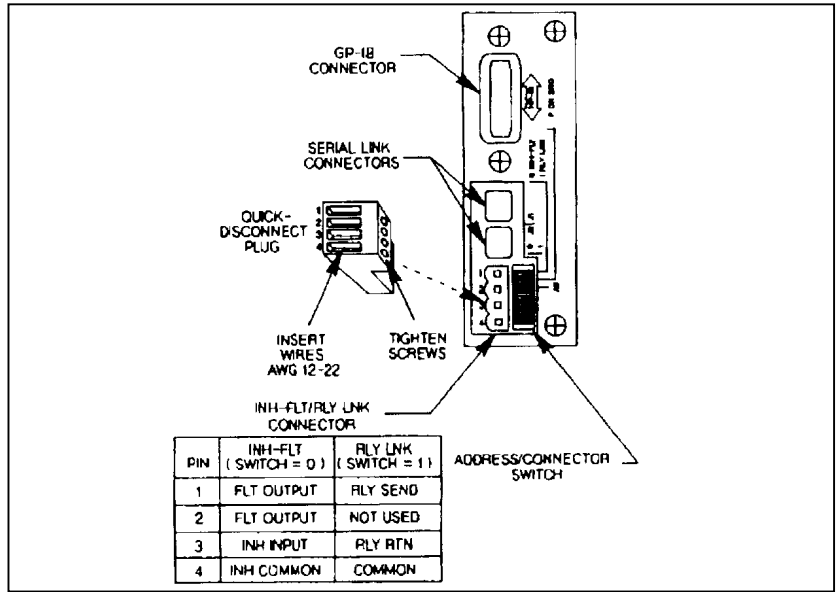 GP-IB
CONNECTOR
SERIAL LINK
CONNECTORS
QUICK-
DISCONNECT
PLUG
1
2
3
4
INSERT
WIRES
AWG 12-22
TIGHTEN
SCREWS
INH-FLT/RLY LNK
CONNECTOR
ADDRESS/CONNECTOR
SWITCH
PIN INH-FLT ( SWITCH = 0 ) RLY LNK ( SWITCH = 1 )
1 FLT OUTPUT RLY SEND
2 FLT OUTPUT NOT USED
3 INH INPUT RLY RTN
4 INH COMMON COMMON